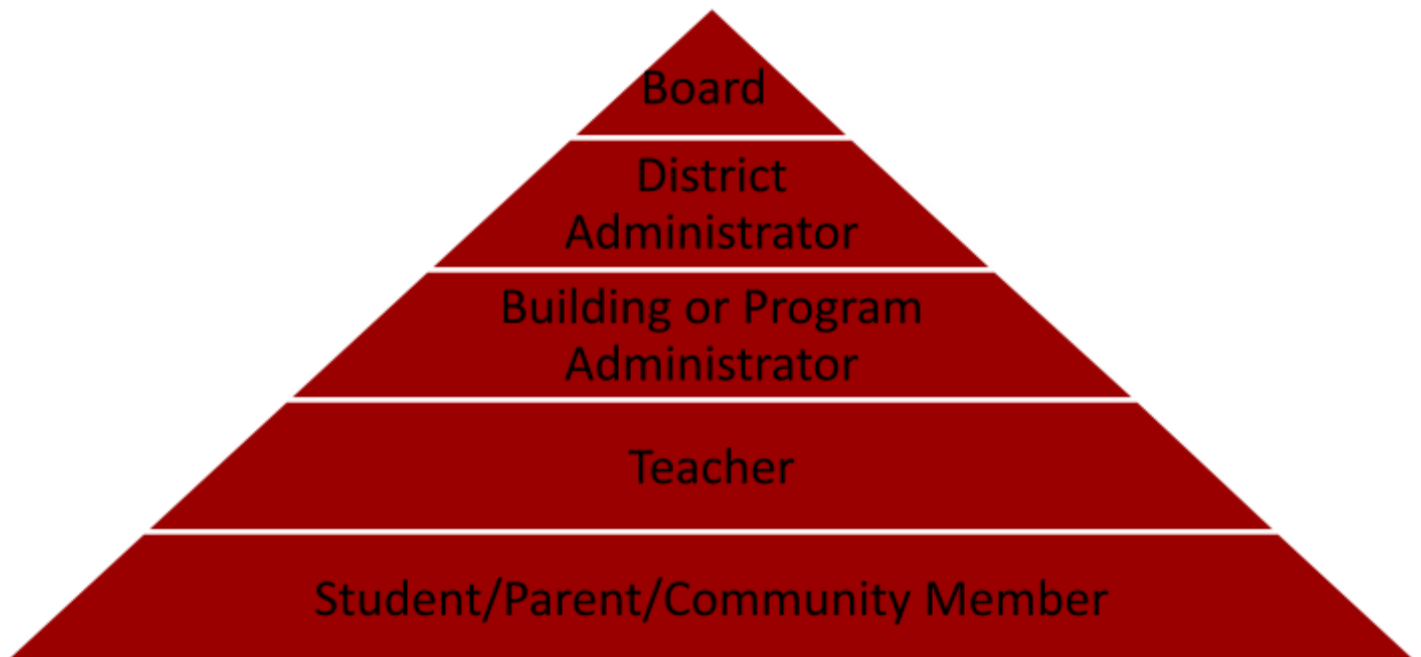 Board
District
Administrator
Building or Program
Administrator
Teacher
Student/Parent/Community Member